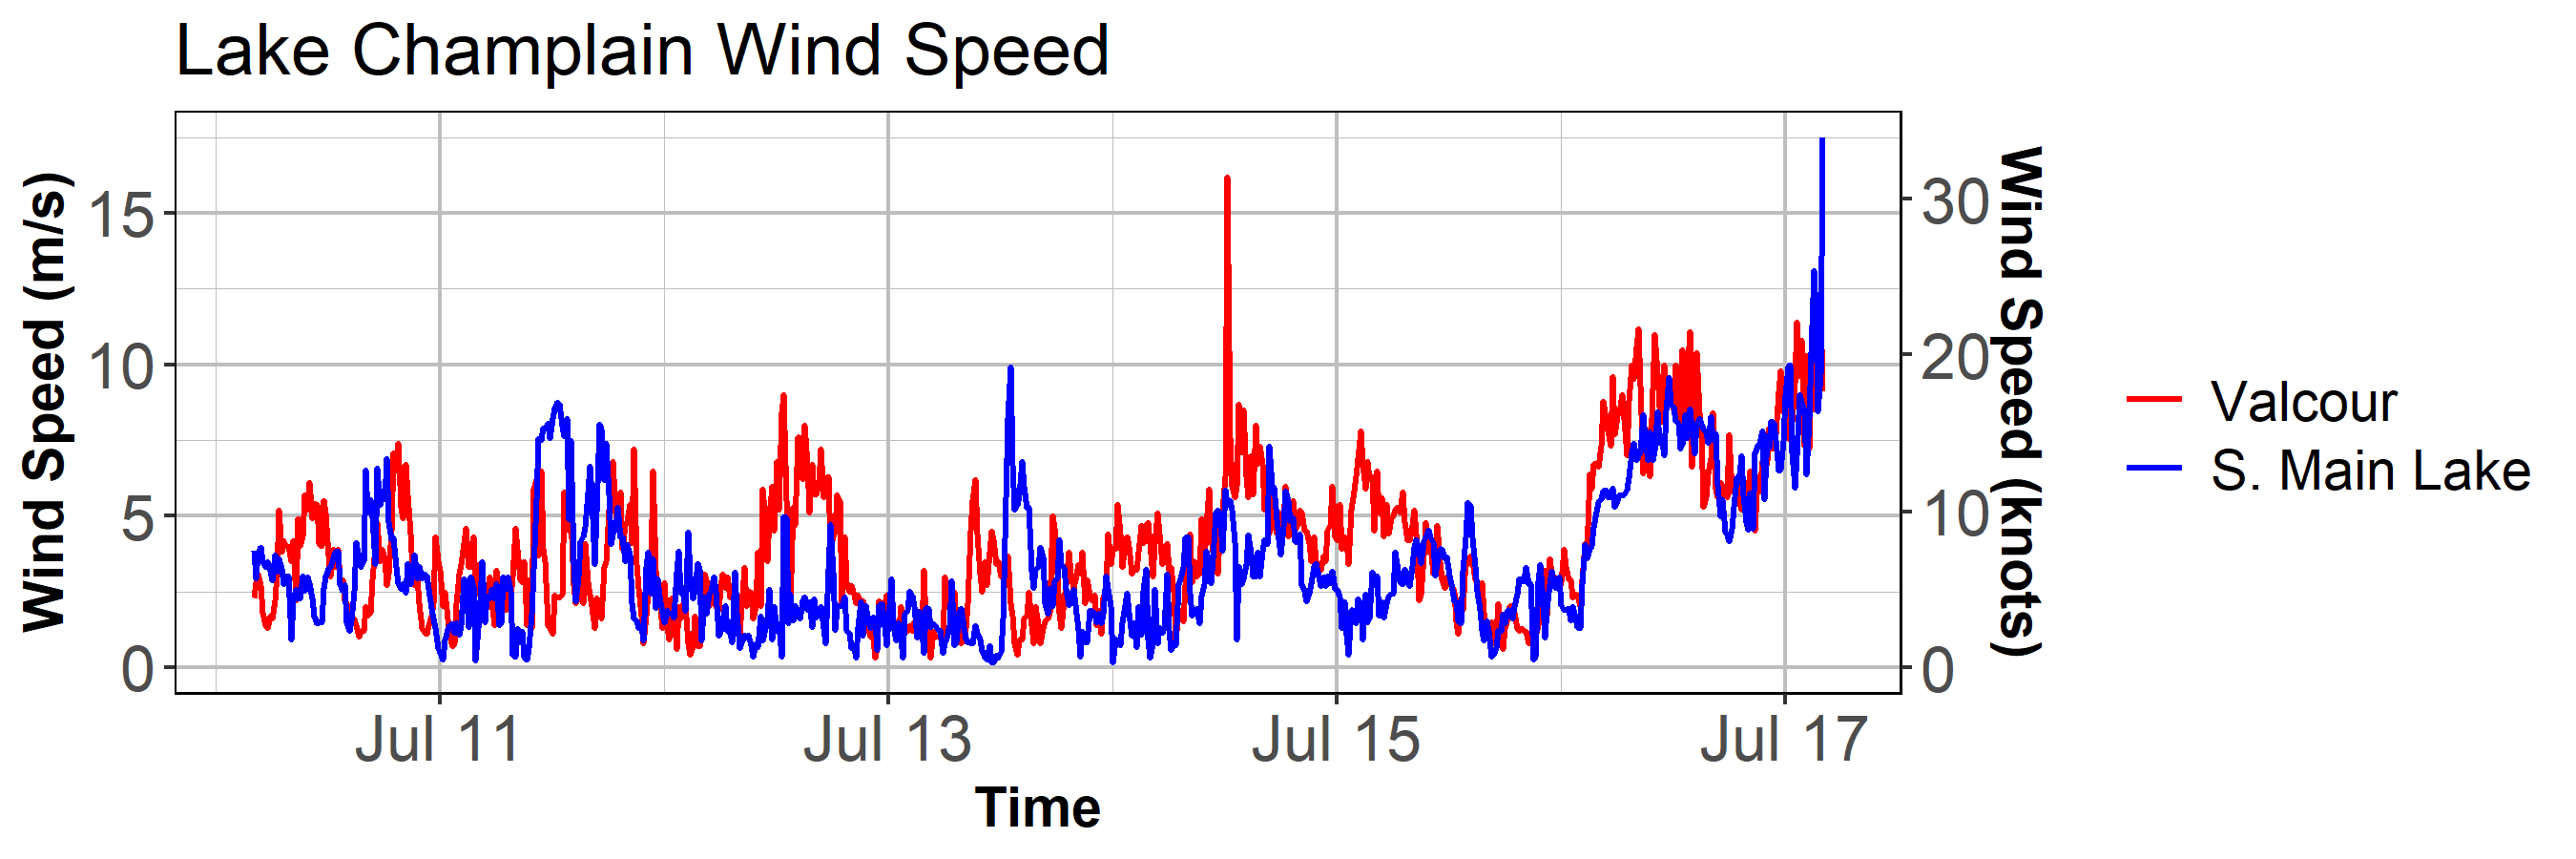 Lake Champlain Wind Speed
Wind Speed (m/s)
15
10
5
0
30
20
10
0
Wind Speed (knots)
Jul 11
Jul 13
Jul 15
Jul 17
Time
Valcour
S. Main Lake